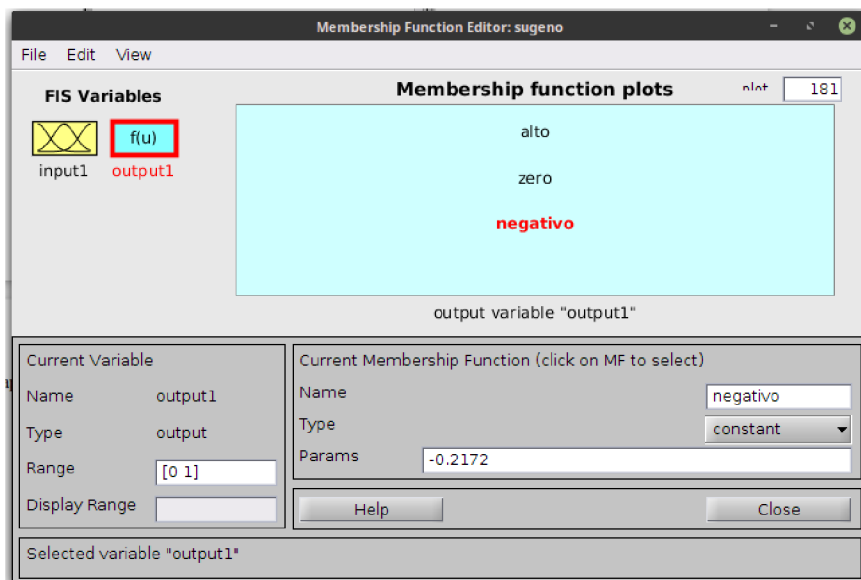 Membership Function Editor: sugeno
File Edit View
FIS Variables
f(u)
input1 output1
Membership function plots
181
alto
zero
negativo
output variable "output1"
Current Variable
Name output1
Type output
Range [0 1]
Display Range
Current Membership Function (click on MF to select)
Name negativo
Type constant
Params -0.2172
Help Close
Selected variable "output1"